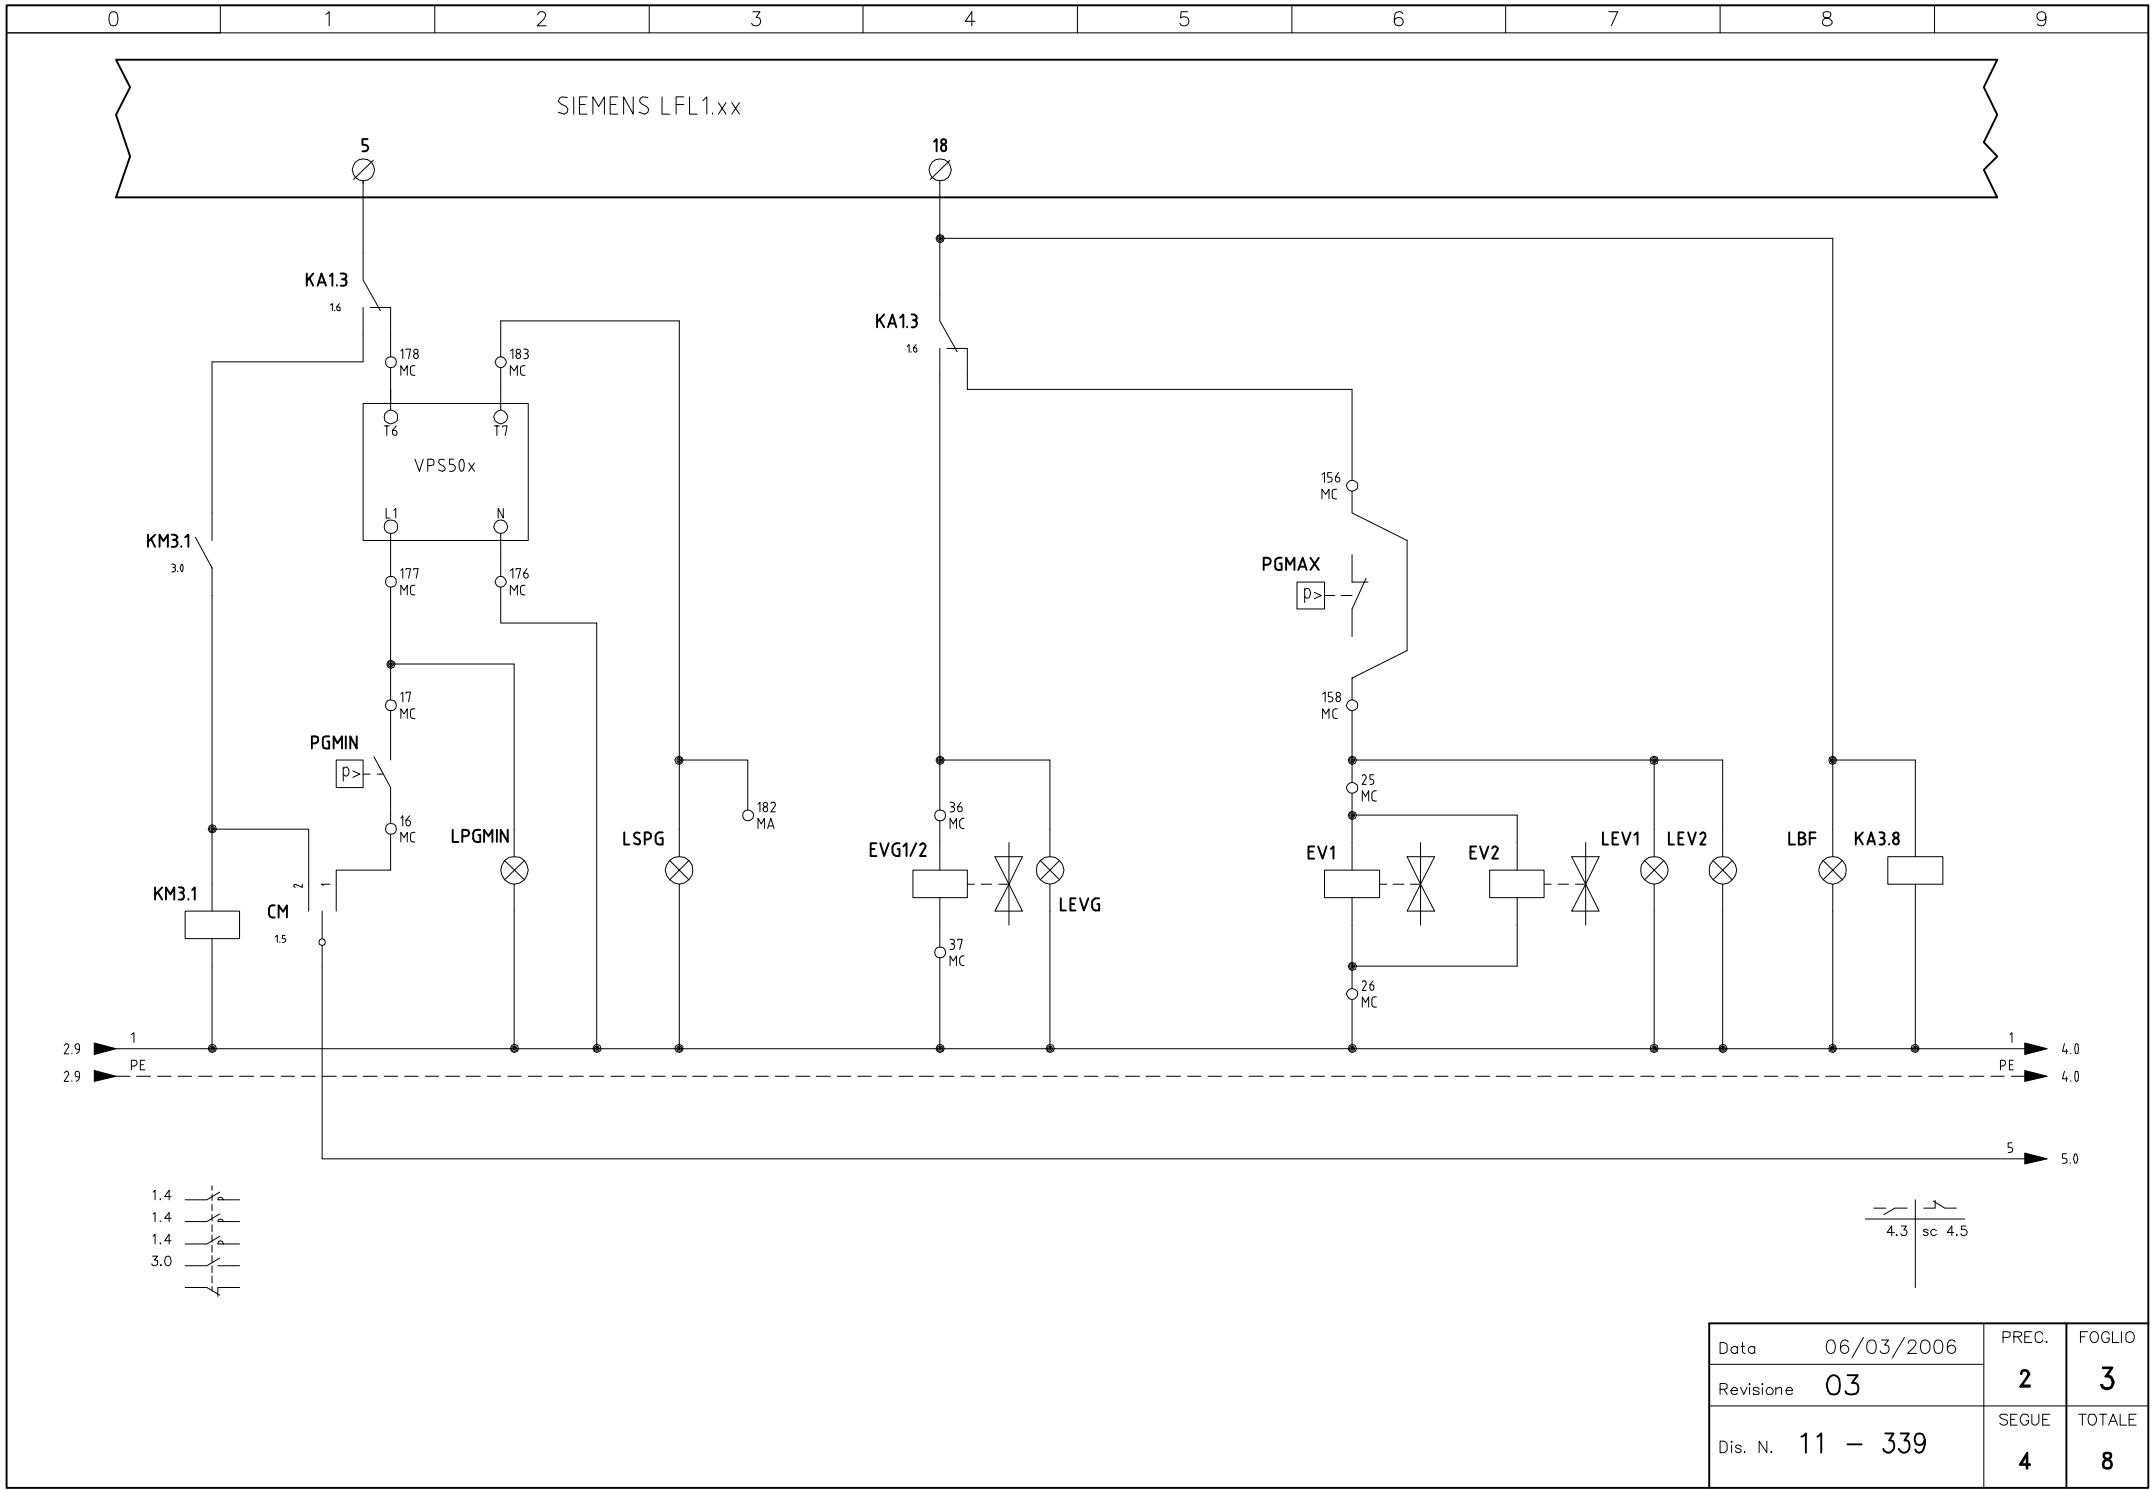 0 1 2 3 4 5 6 7 8 9
SIEMENS LFL1.xx
5 18
KA1.3
1.6
KA1.3
1.6
178
MC
183
MC
T6 T7
VPS50x
L1 N
156
MC
KM3.1
3.0
177
MC
176
MC
PGMAX
P>
17
MC
158
MC
PGMIN
P>
25
MC
16
MC
182
MA
36
MC
LPGMIN LSPG
EVG1/2
EV1 EV2 LEV1 LEV2 LBF KA3.8
KM3.1
2 1
CM
1.5
LEVG
37
MC
26
MC
2.9 1 1 4.0
2.9 PE PE 4.0
5 5.0
1.4
1.4
1.4
3.0
4.3 sc 4.5
Data 06/03/2006
Revisione 03
Dis. N. 11 - 339
PREC.
2
FOGLIO
3
SEGUE
4
TOTALE
8